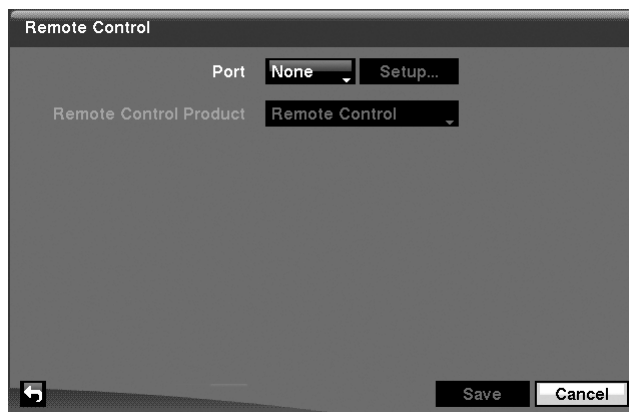 Remote Control
Port None Setup...
Remote Control Product Remote Control
Save Cancel